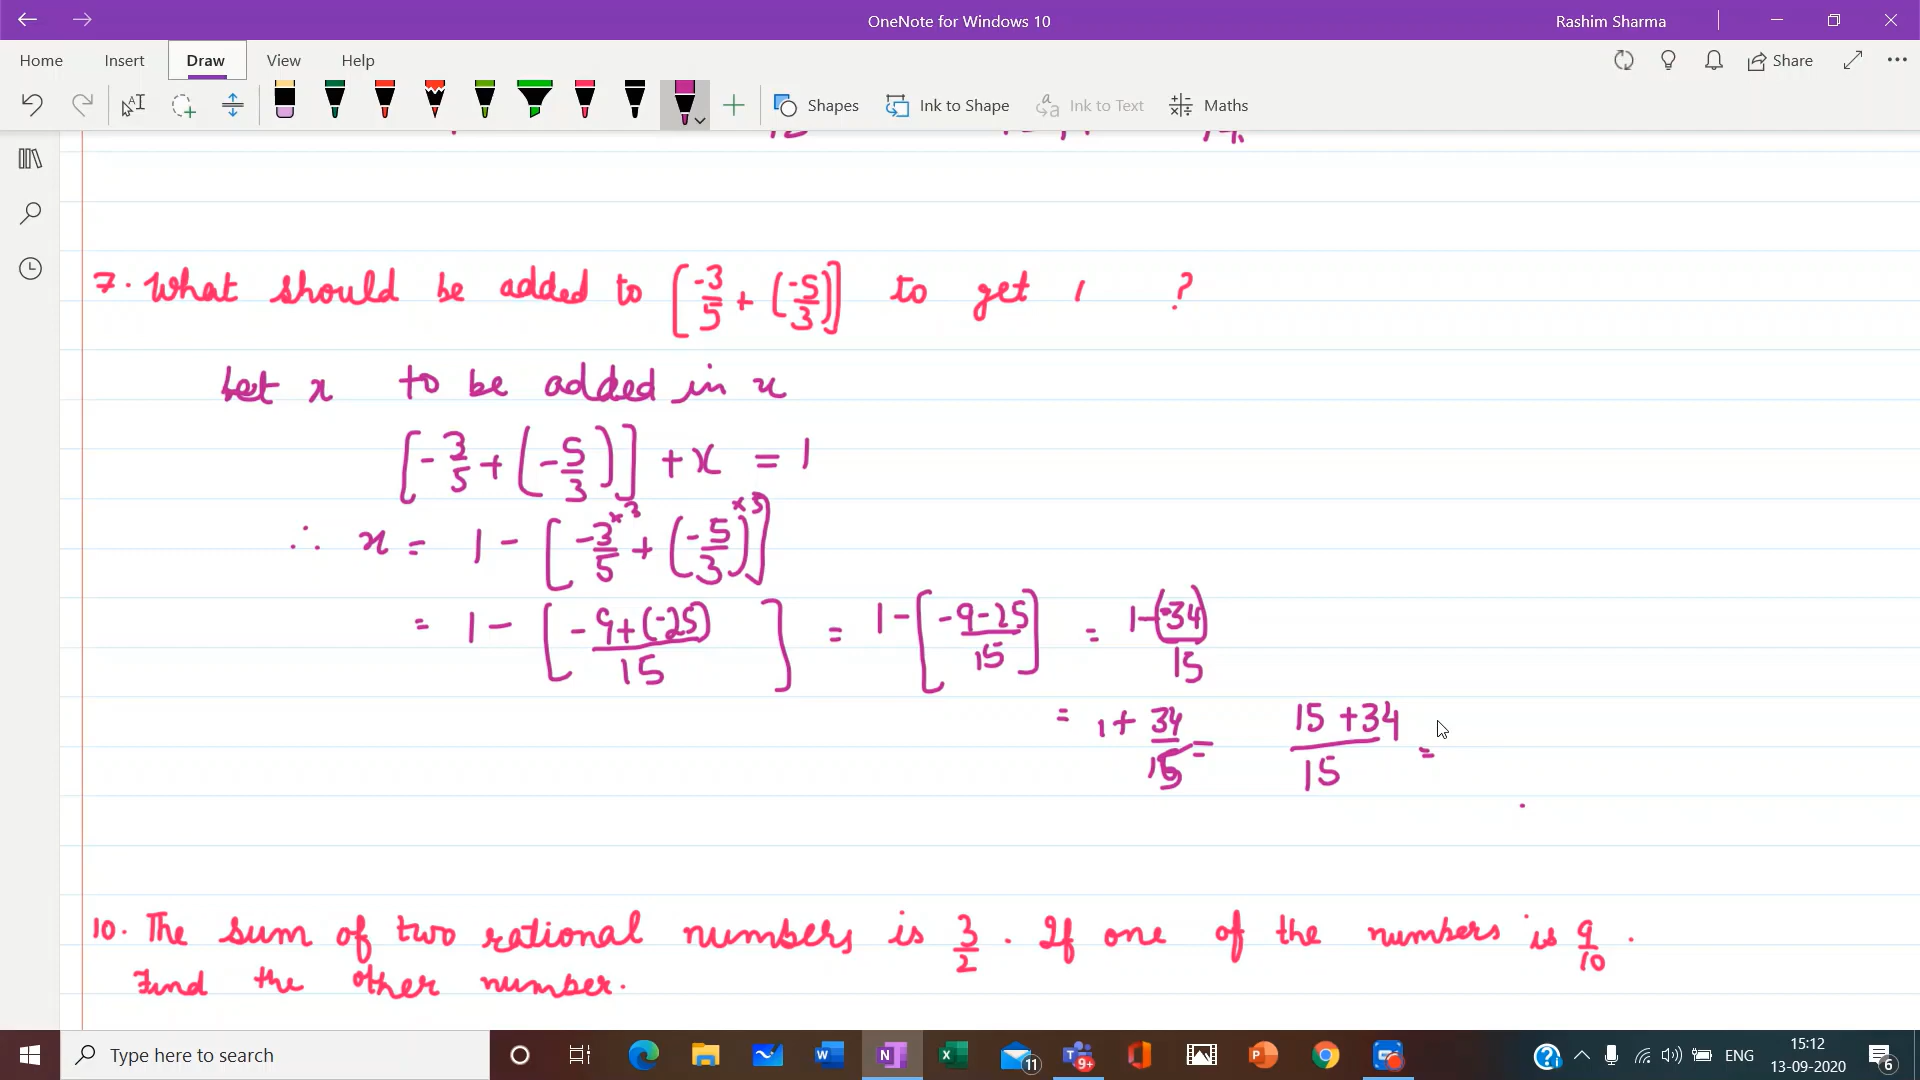 OneNote for Windows 10
Rashim Sharma
Home Insert Draw View Help
Share
Shapes Ink to Shape Ink to Text Maths
7. What should be added to [-3/5 + (-5/3)] to get 1 ?
Let x to be added in x
[-3/5 + (-5/3)] + x = 1
∴ x = 1 - [-3/5 ×3 + (-5/3) ×5]
= 1 - [-9+(-25)/15] = 1 - [-9-25/15] = 1-(-34)/15
= 1 + 34/15 = 15+34/15 =
10. The sum of two rational numbers is 3/2 . If one of the numbers is 9/10 .
Find the other number.
Type here to search
11
9+
ENG
15:12
13-09-2020
6